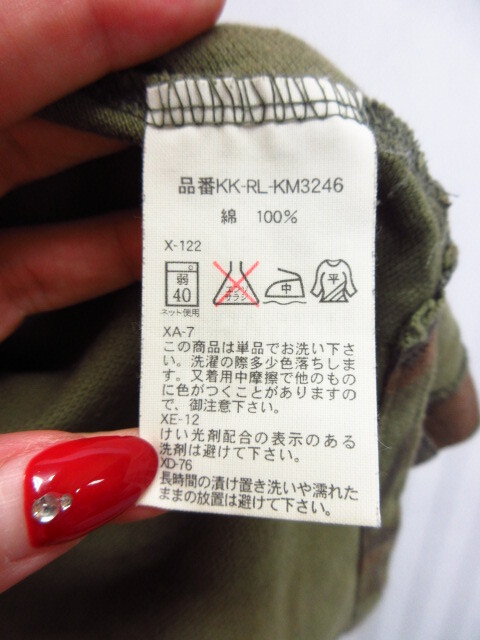 品番KK-RL-KM3246
綿 100%
X-122
弱 40 エンソ サラシ 中 平
ネット使用
XA-7
この商品は単品でお洗い下さ
い。洗濯の際多少色落ちしま
す。又着用中摩擦で他のもの
に色がつくことがありますの
で、御注意下さい。
XE-12
けい光剤配合の表示のある
洗剤は避けて下さい。
XD-76
長時間の漬け置き洗いや濡れた
ままの放置は避けて下さい。